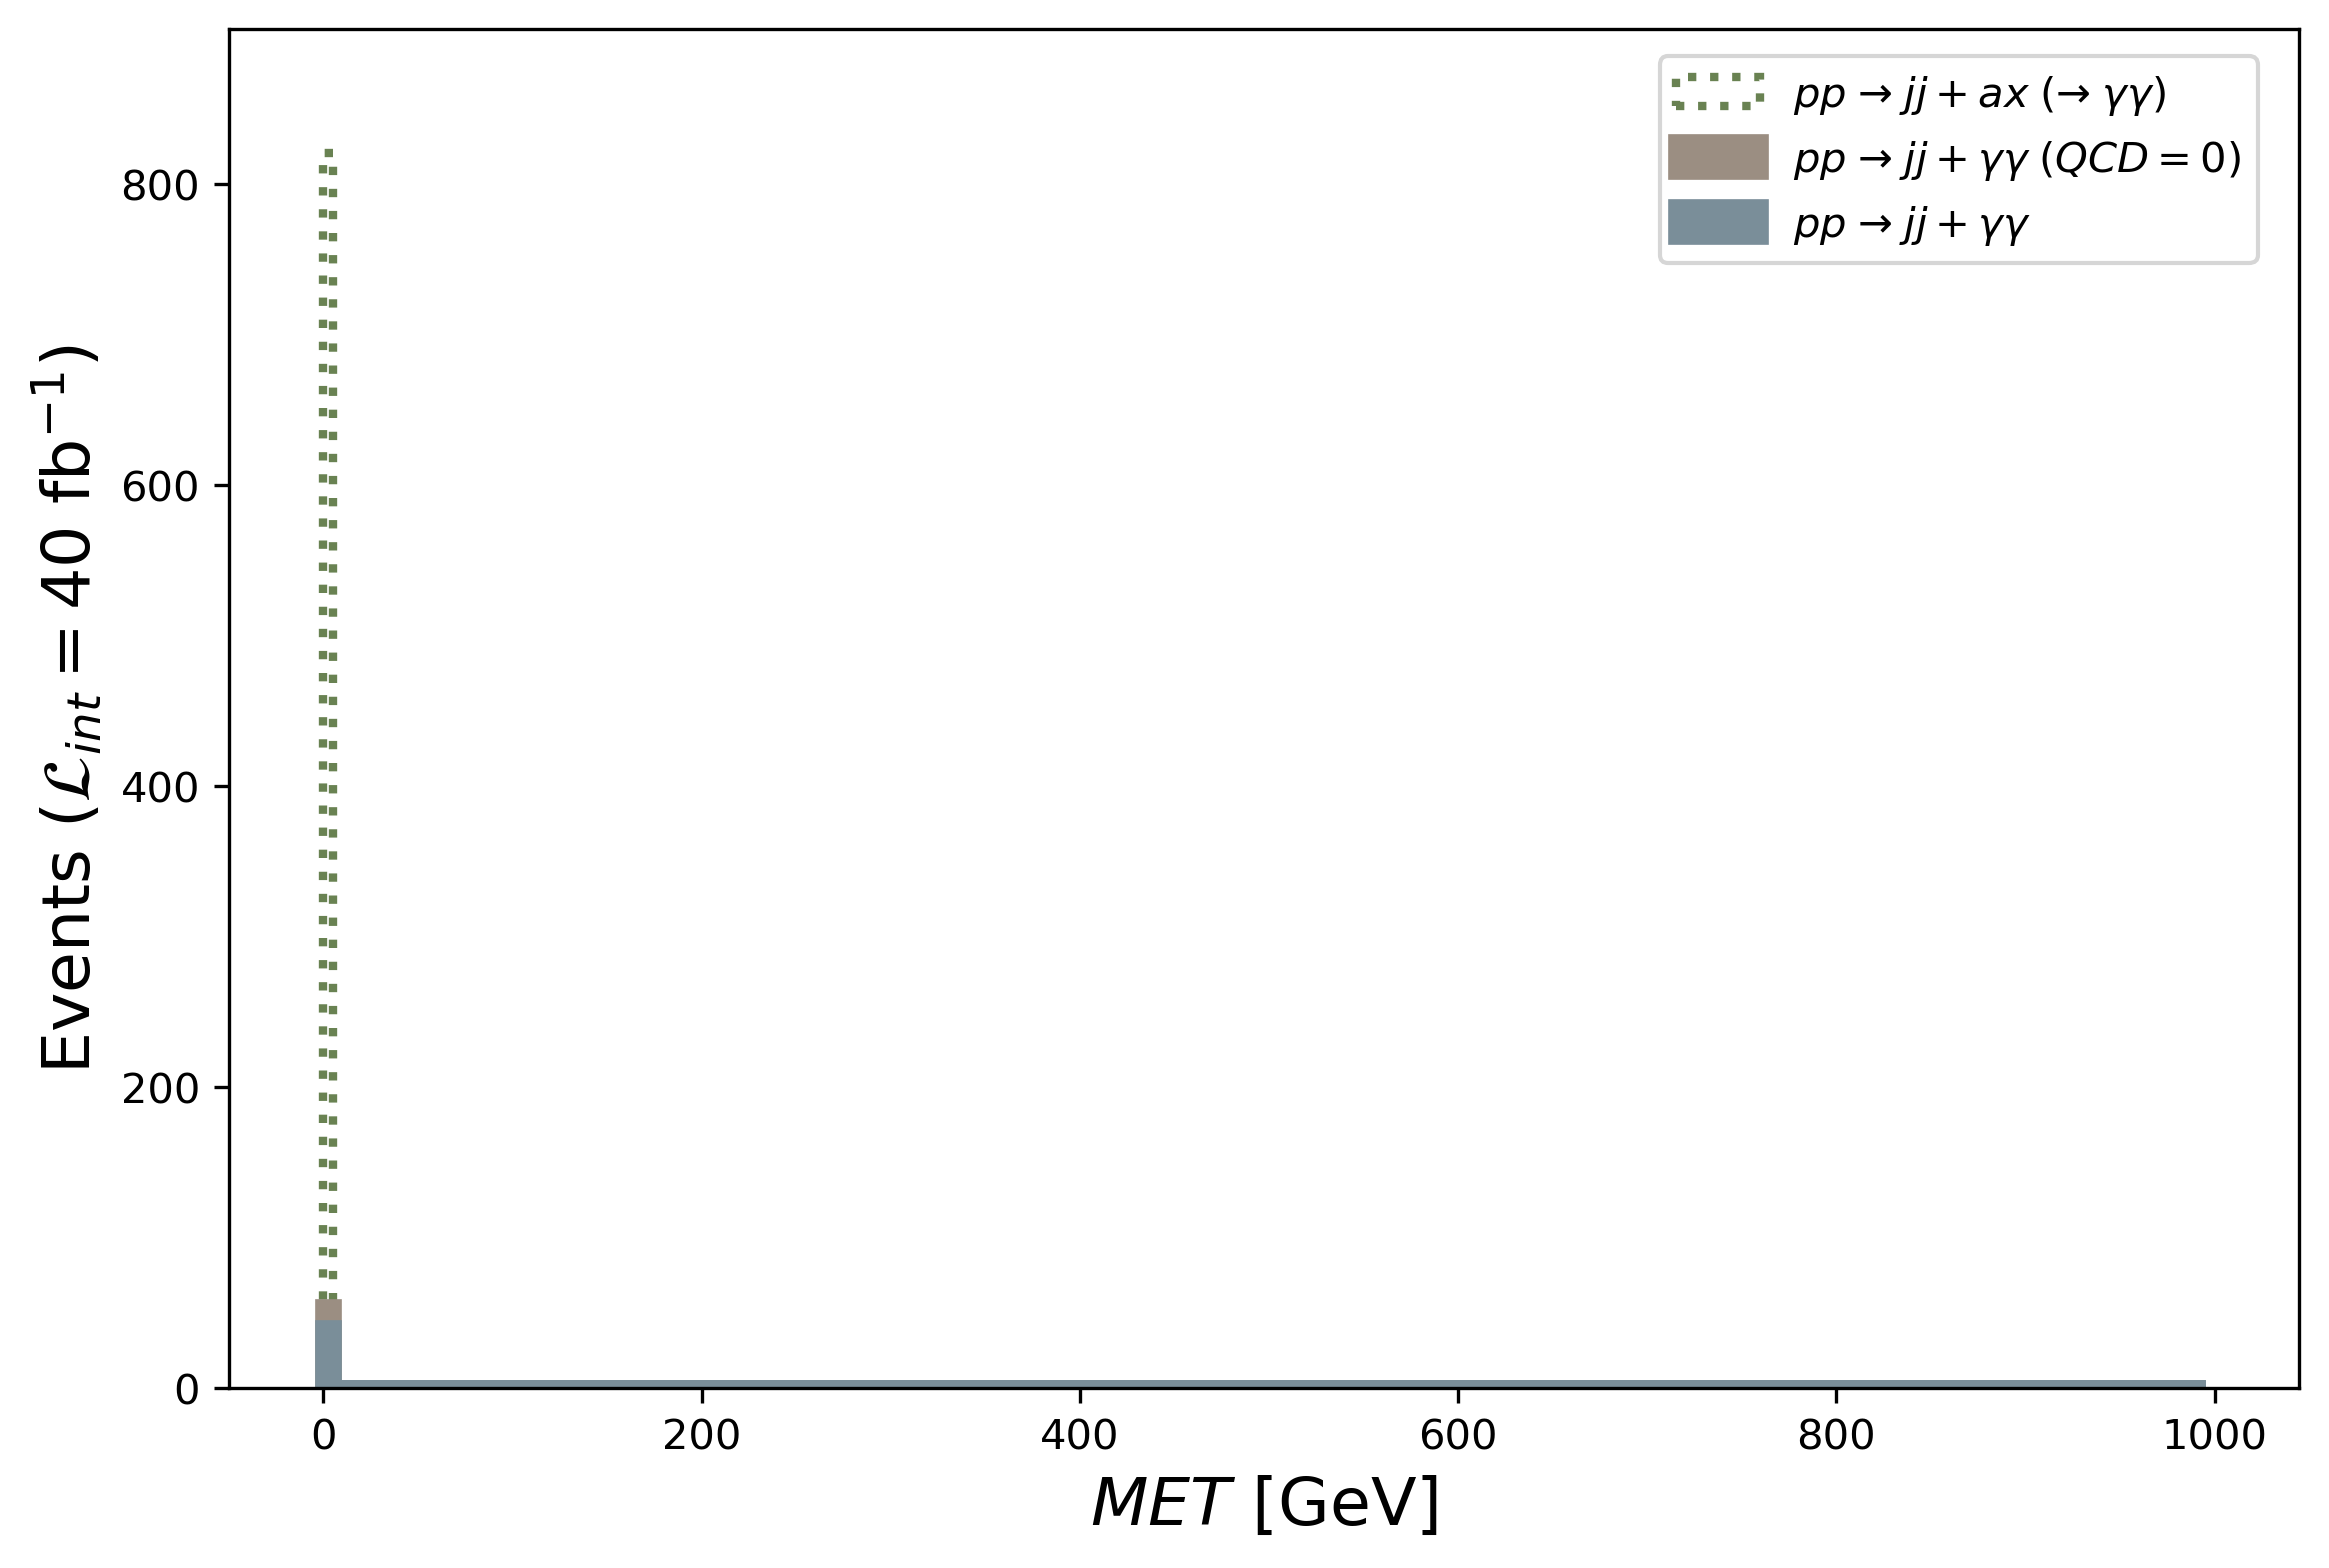 pp → jj + ax (→ γγ)
pp → jj + γγ (QCD = 0)
pp → jj + γγ
Events (ℒ_int = 40 fb⁻¹)
800
600
400
200
0
0 200 400 600 800 1000
MET [GeV]